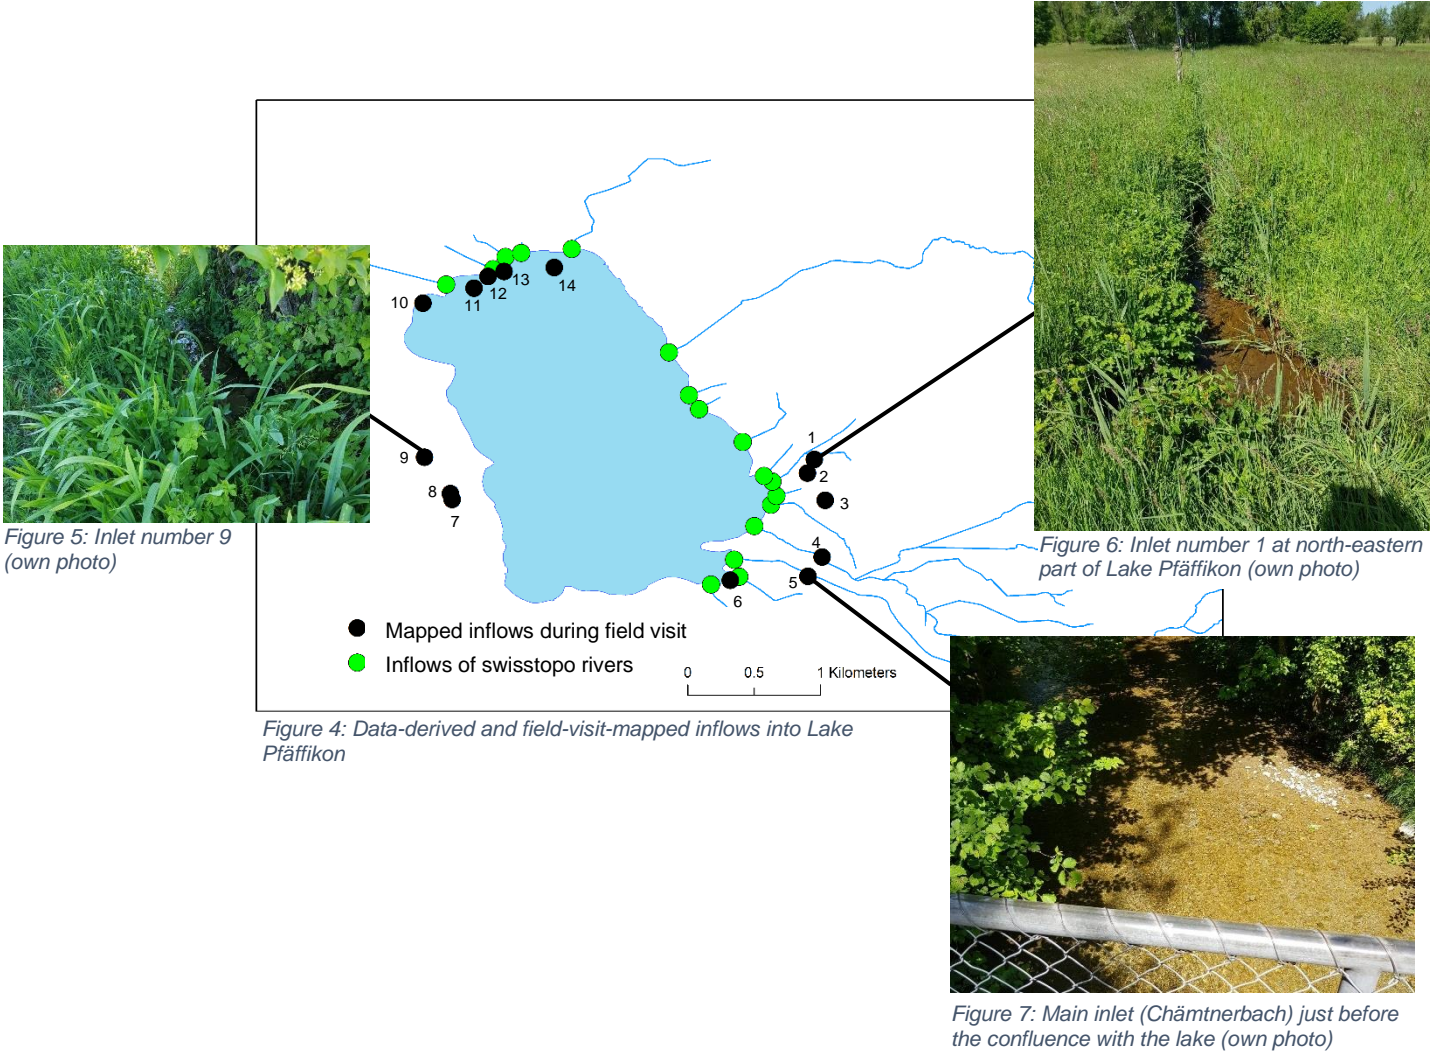 13
14
12
11
10
1
2
9
3
8
7
4
5
6
Mapped inflows during field visit
Inflows of swisstopo rivers
0 0.5 1 Kilometers
Figure 5: Inlet number 9
(own photo)
Figure 6: Inlet number 1 at north-eastern
part of Lake Pfäffikon (own photo)
Figure 4: Data-derived and field-visit-mapped inflows into Lake
Pfäffikon
Figure 7: Main inlet (Chämtnerbach) just before
the confluence with the lake (own photo)